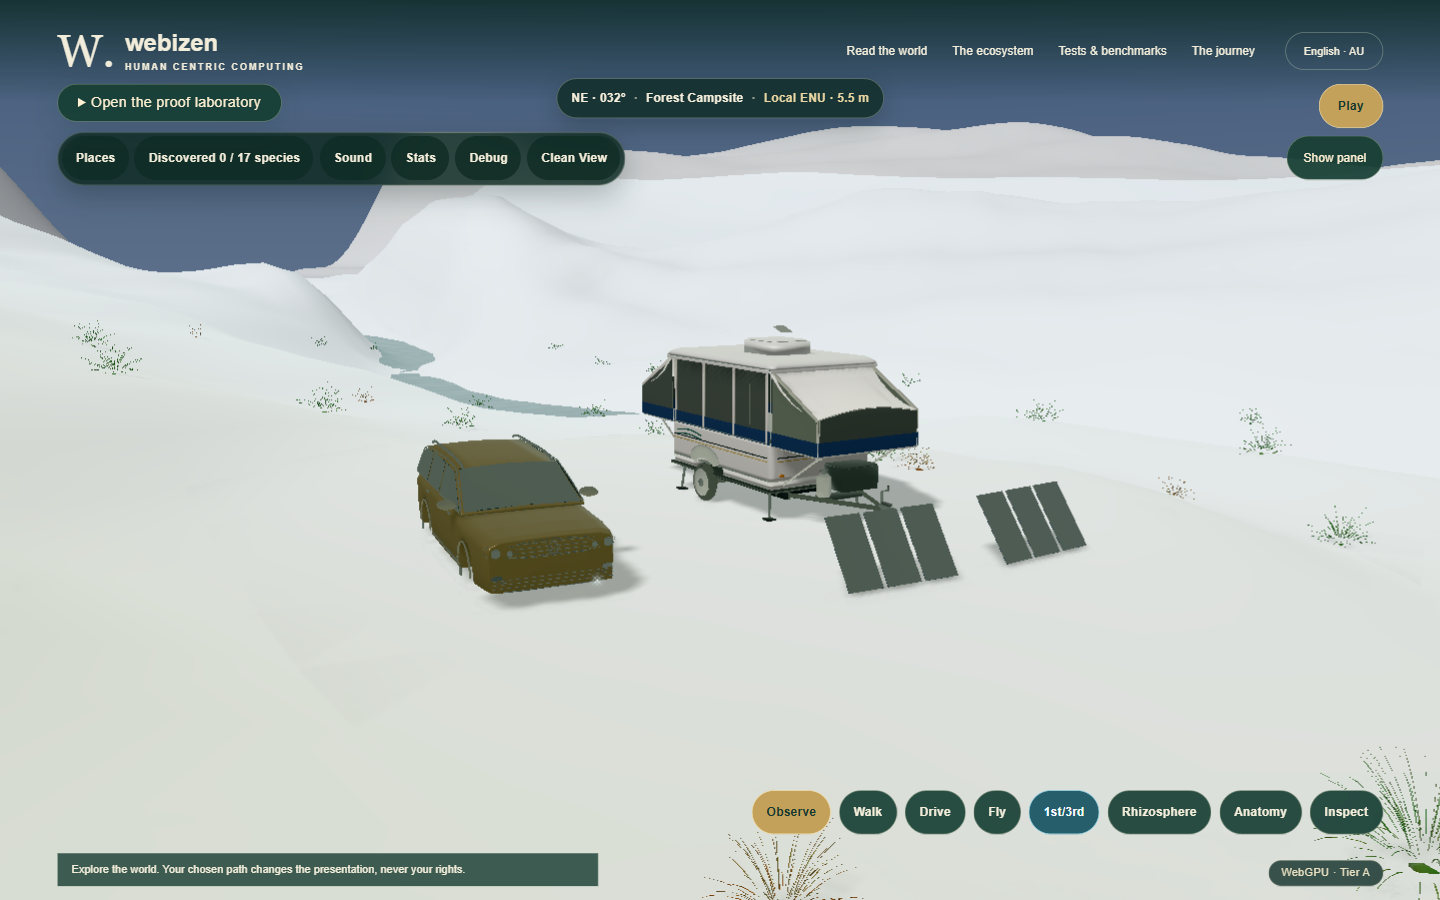 W. webizen
HUMAN CENTRIC COMPUTING
Read the world
The ecosystem
Tests & benchmarks
The journey
English · AU
Open the proof laboratory
NE · 032° · Forest Campsite · Local ENU · 5.5 m
Play
Places
Discovered 0 / 17 species
Sound
Stats
Debug
Clean View
Show panel
Observe
Walk
Drive
Fly
1st/3rd
Rhizosphere
Anatomy
Inspect
Explore the world. Your chosen path changes the presentation, never your rights.
WebGPU · Tier A